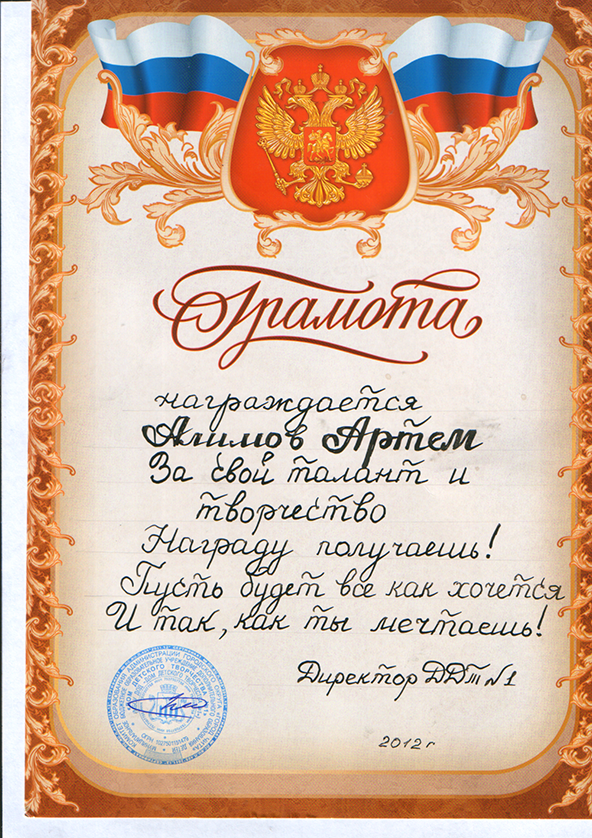 Грамота
награждается
Алимов Артем
За свой талант и
творчество
Награду получаешь!
Пусть будет все как хочется
И так, как ты мечтаешь!
Директор ДДТ №1
2012 г